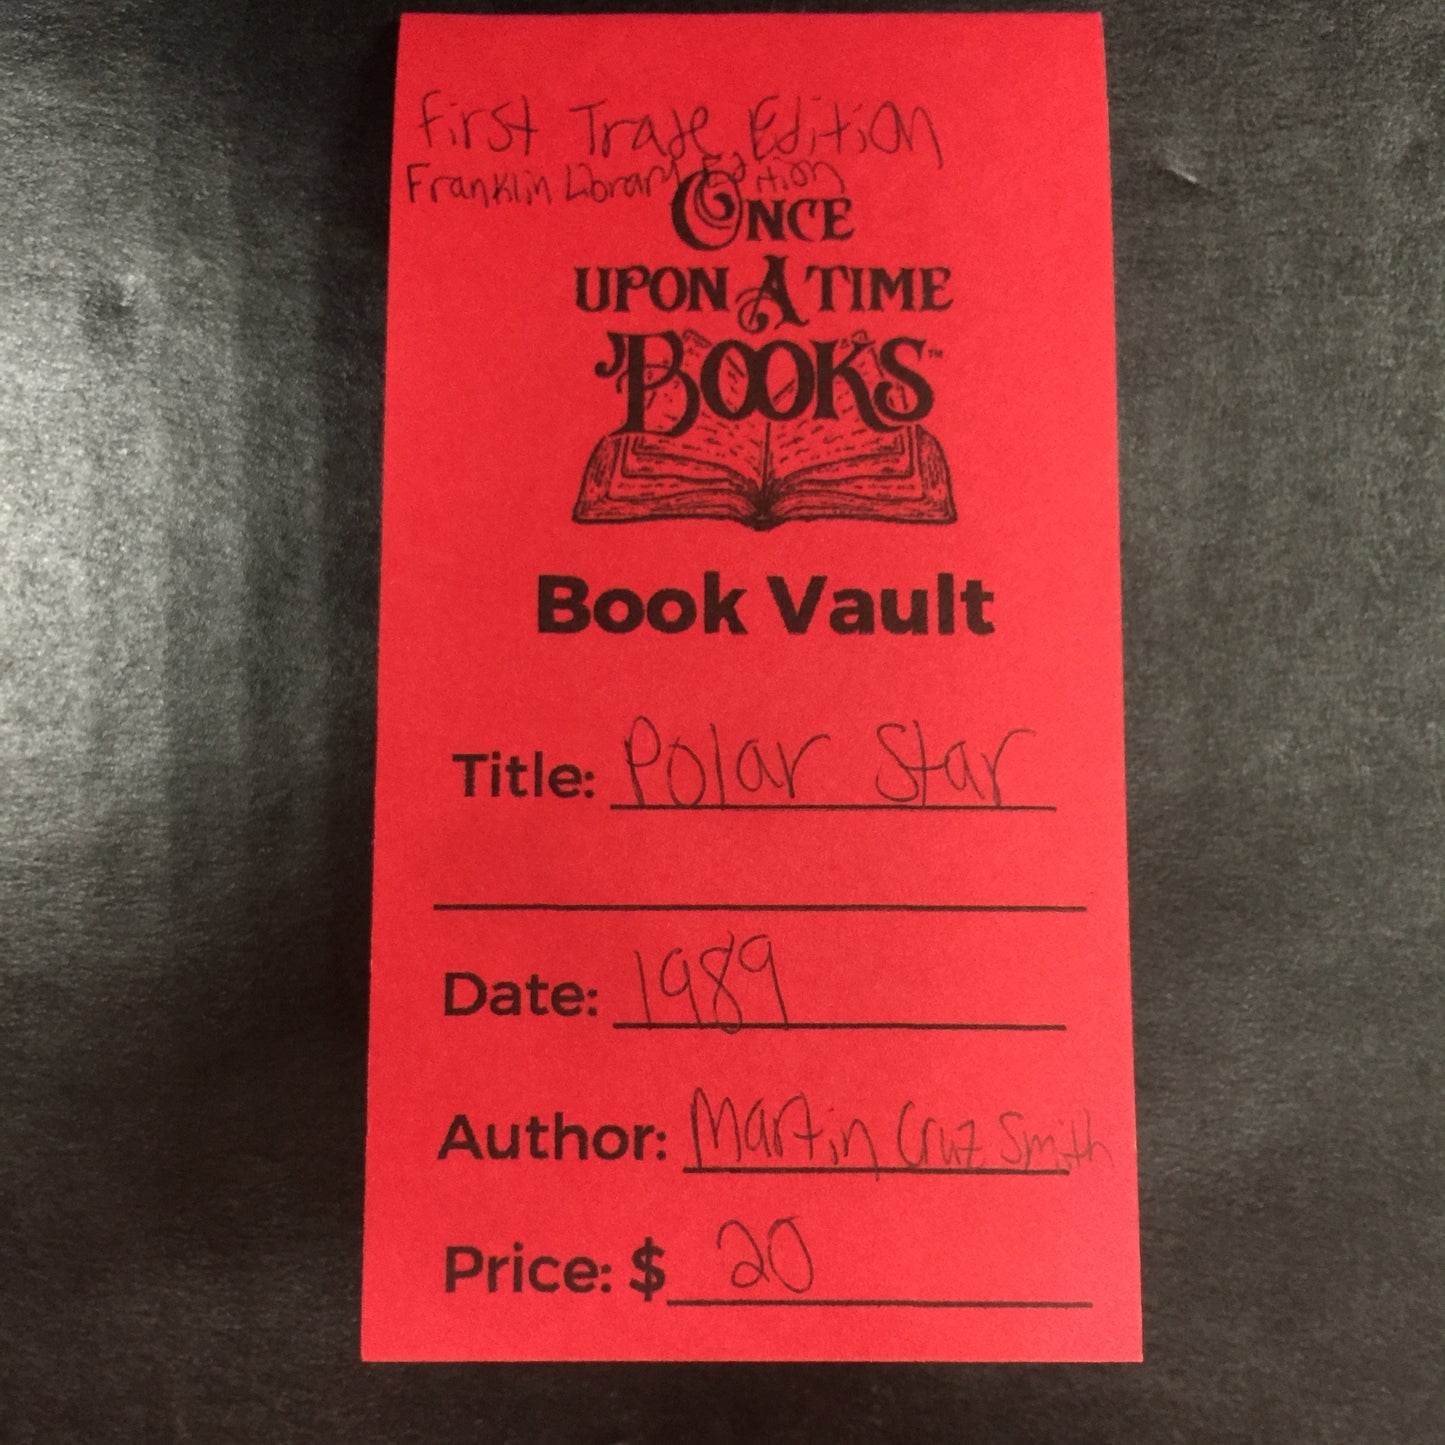 First Trade Edition
Franklin Library Edition
ONCE
UPON A TIME
BOOKS™
Book Vault
Title: Polar Star
Date: 1989
Author: Martin Cruz Smith
Price: $ 20